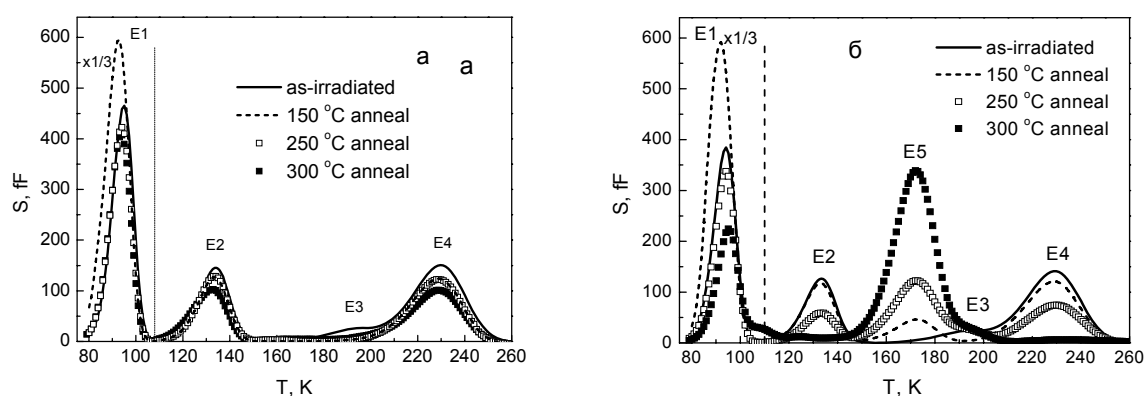 600
500
400
300
200
100
0
S, fF
80 100 120 140 160 180 200 220 240 260
T, K
x1/3
E1
E2
E3
E4
а а
as-irradiated
150 °C anneal
250 °C anneal
300 °C anneal
600
500
400
300
200
100
0
S, fF
80 100 120 140 160 180 200 220 240 260
T, K
E1 x1/3
E2
E5
E3
E4
б
as-irradiated
150 °C anneal
250 °C anneal
300 °C anneal